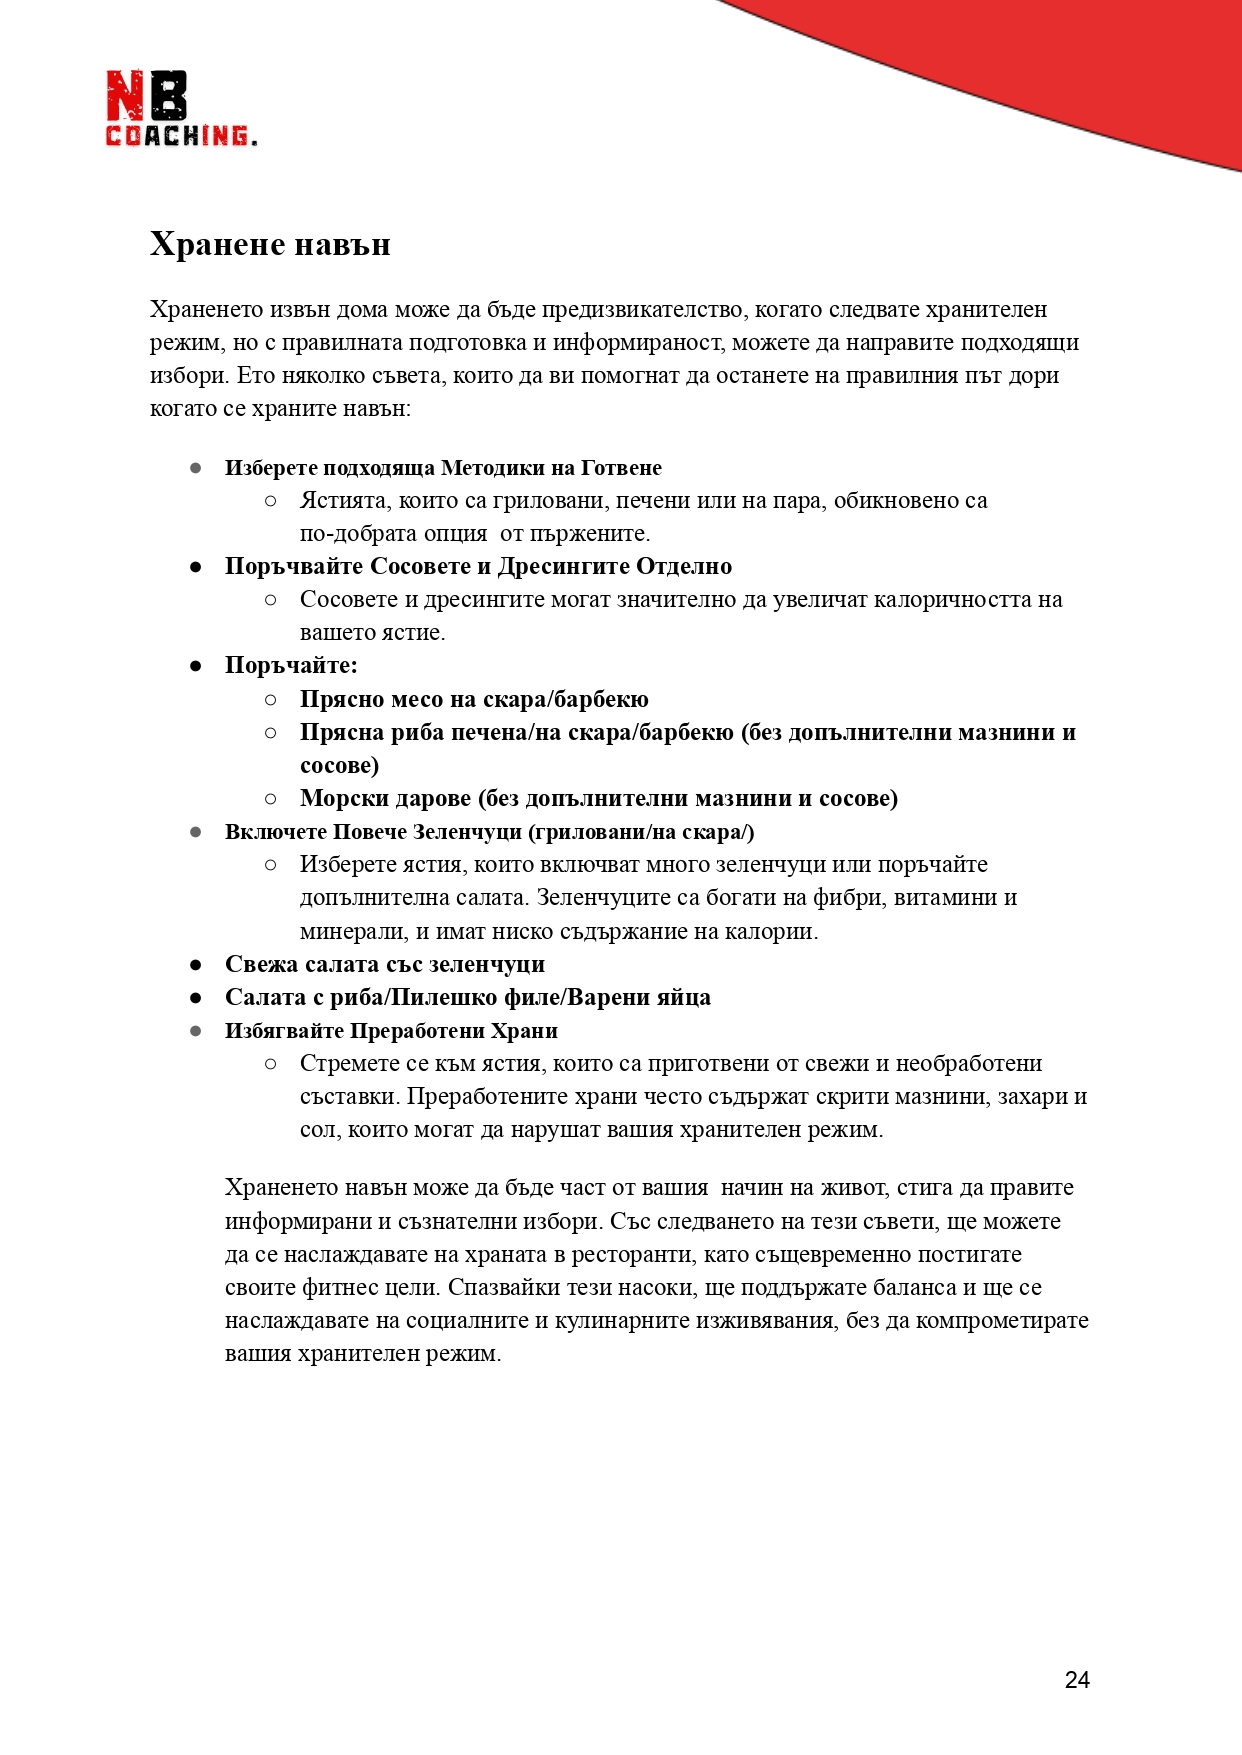 NB
COACHING.
Хранене навън
Храненето извън дома може да бъде предизвикателство, когато следвате хранителен
режим, но с правилната подготовка и информираност, можете да направите подходящи
избори. Ето няколко съвета, които да ви помогнат да останете на правилния път дори
когато се храните навън:
● Изберете подходяща Методики на Готвене
○ Ястията, които са гриловани, печени или на пара, обикновено са
по-добрата опция  от пържените.
● Поръчвайте Сосовете и Дресингите Отделно
○ Сосовете и дресингите могат значително да увеличат калоричността на
вашето ястие.
● Поръчайте:
○ Прясно месо на скара/барбекю
○ Прясна риба печена/на скара/барбекю (без допълнителни мазнини и
сосове)
○ Морски дарове (без допълнителни мазнини и сосове)
● Включете Повече Зеленчуци (гриловани/на скара/)
○ Изберете ястия, които включват много зеленчуци или поръчайте
допълнителна салата. Зеленчуците са богати на фибри, витамини и
минерали, и имат ниско съдържание на калории.
● Свежа салата със зеленчуци
● Салата с риба/Пилешко филе/Варени яйца
● Избягвайте Преработени Храни
○ Стремете се към ястия, които са приготвени от свежи и необработени
съставки. Преработените храни често съдържат скрити мазнини, захари и
сол, които могат да нарушат вашия хранителен режим.
Храненето навън може да бъде част от вашия  начин на живот, стига да правите
информирани и съзнателни избори. Със следването на тези съвети, ще можете
да се наслаждавате на храната в ресторанти, като същевременно постигате
своите фитнес цели. Спазвайки тези насоки, ще поддържате баланса и ще се
наслаждавате на социалните и кулинарните изживявания, без да компрометирате
вашия хранителен режим.
24